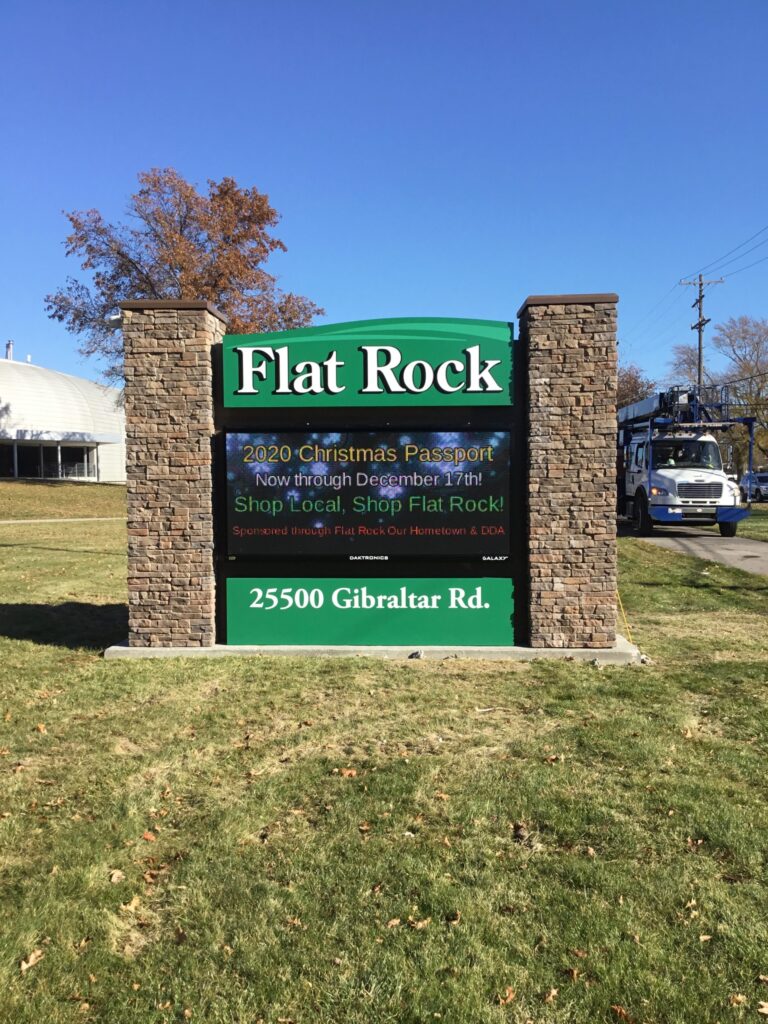 Flat Rock
2020 Christmas Passport
Now through December 17th!
Shop Local, Shop Flat Rock!
Sponsored through Flat Rock Our Hometown & DDA
DAKTRONICS GALAXY
25500 Gibraltar Rd.